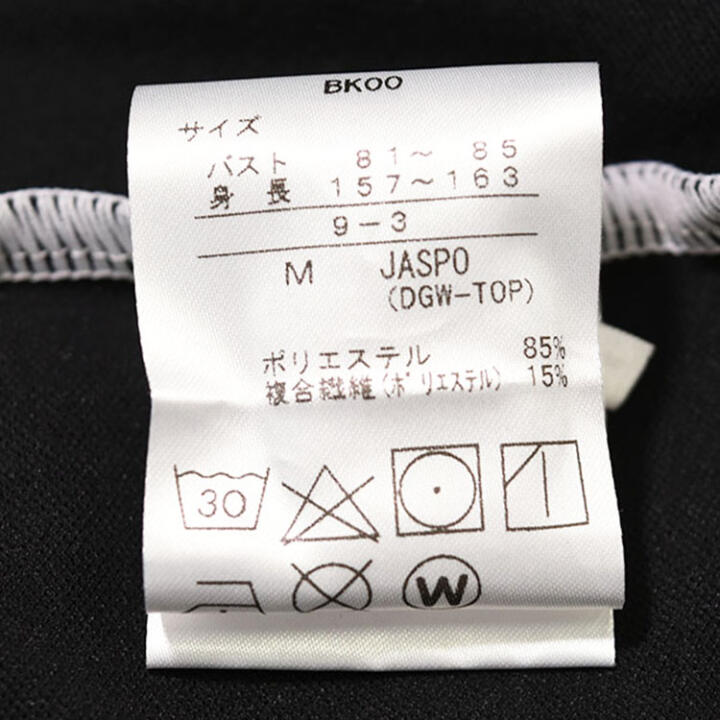 BK00
サイズ
バスト 81～ 85
身 長 157～163
9-3
M JASPO
(DGW-TOP)
ポリエステル 85%
複合繊維(ポリエステル) 15%
30
W